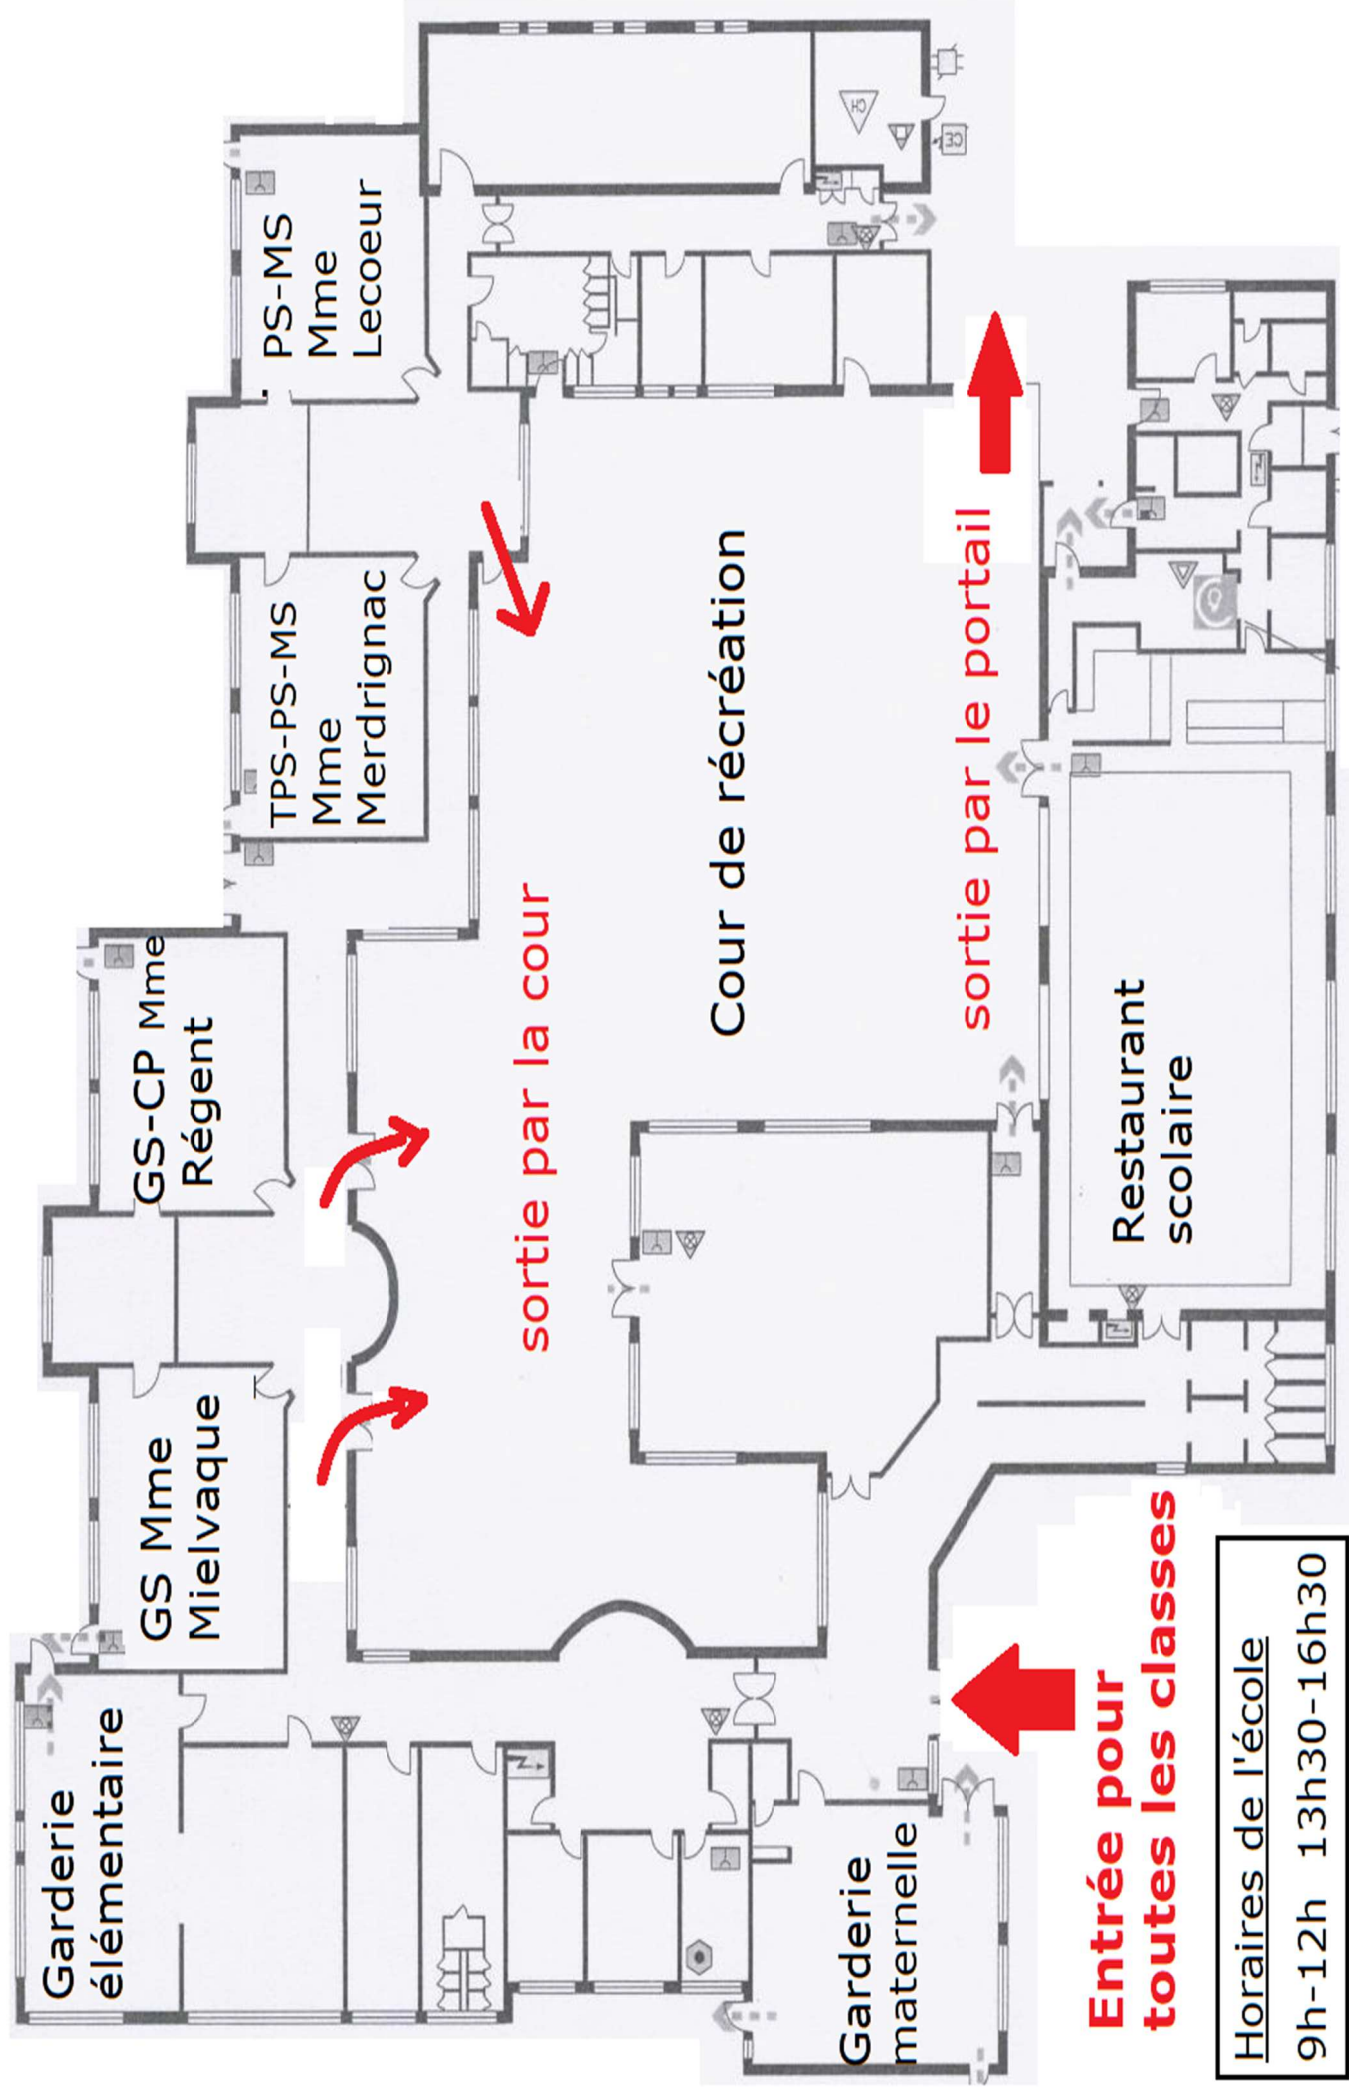 Garderie
élémentaire
GS Mme
Mielvaque
GS-CP Mme
Régent
TPS-PS-MS
Mme
Merdrignac
PS-MS
Mme
Lecoeur
sortie par la cour
Cour de récréation
sortie par le portail
Garderie
maternelle
Restaurant
scolaire
Entrée pour
toutes les classes
Horaires de l'école
9h-12h 13h30-16h30
CH
CE